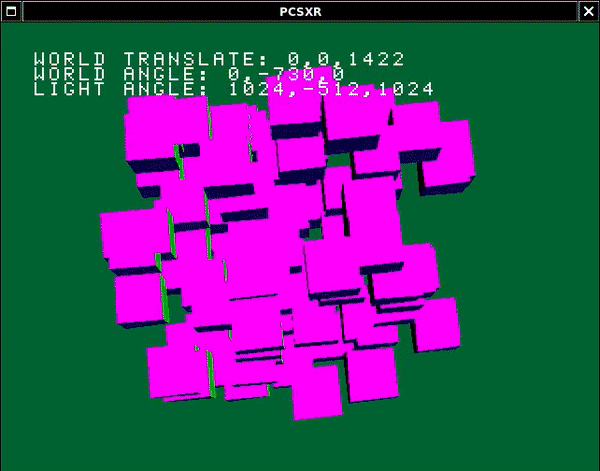 PCSXR
WORLD TRANSLATE: 0,0,1422
WORLD ANGLE: 0,-730,0
LIGHT ANGLE: 1024,-512,1024